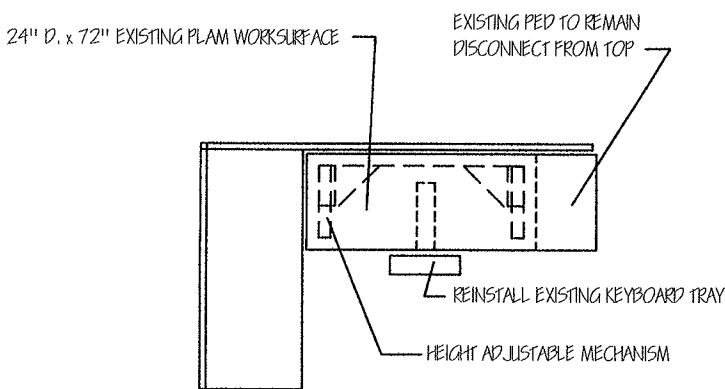 24" D. x 72" EXISTING PLAM WORKSURFACE
EXISTING PED TO REMAIN
DISCONNECT FROM TOP
REINSTALL EXISTING KEYBOARD TRAY
HEIGHT ADJUSTABLE MECHANISM